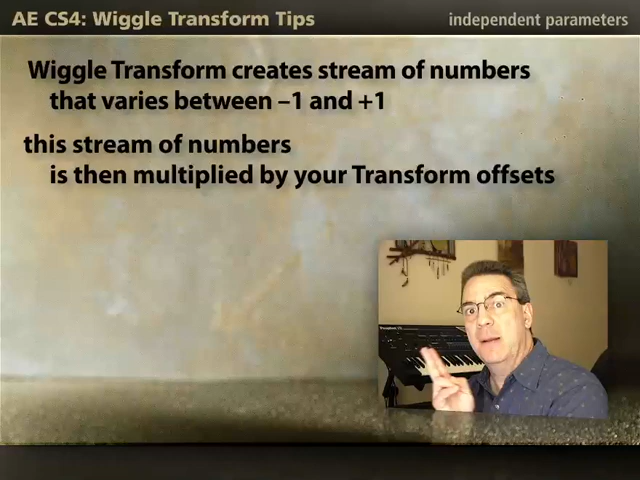 AE CS4: Wiggle Transform Tips
independent parameters
Wiggle Transform creates stream of numbers
that varies between –1 and +1
this stream of numbers
is then multiplied by your Transform offsets